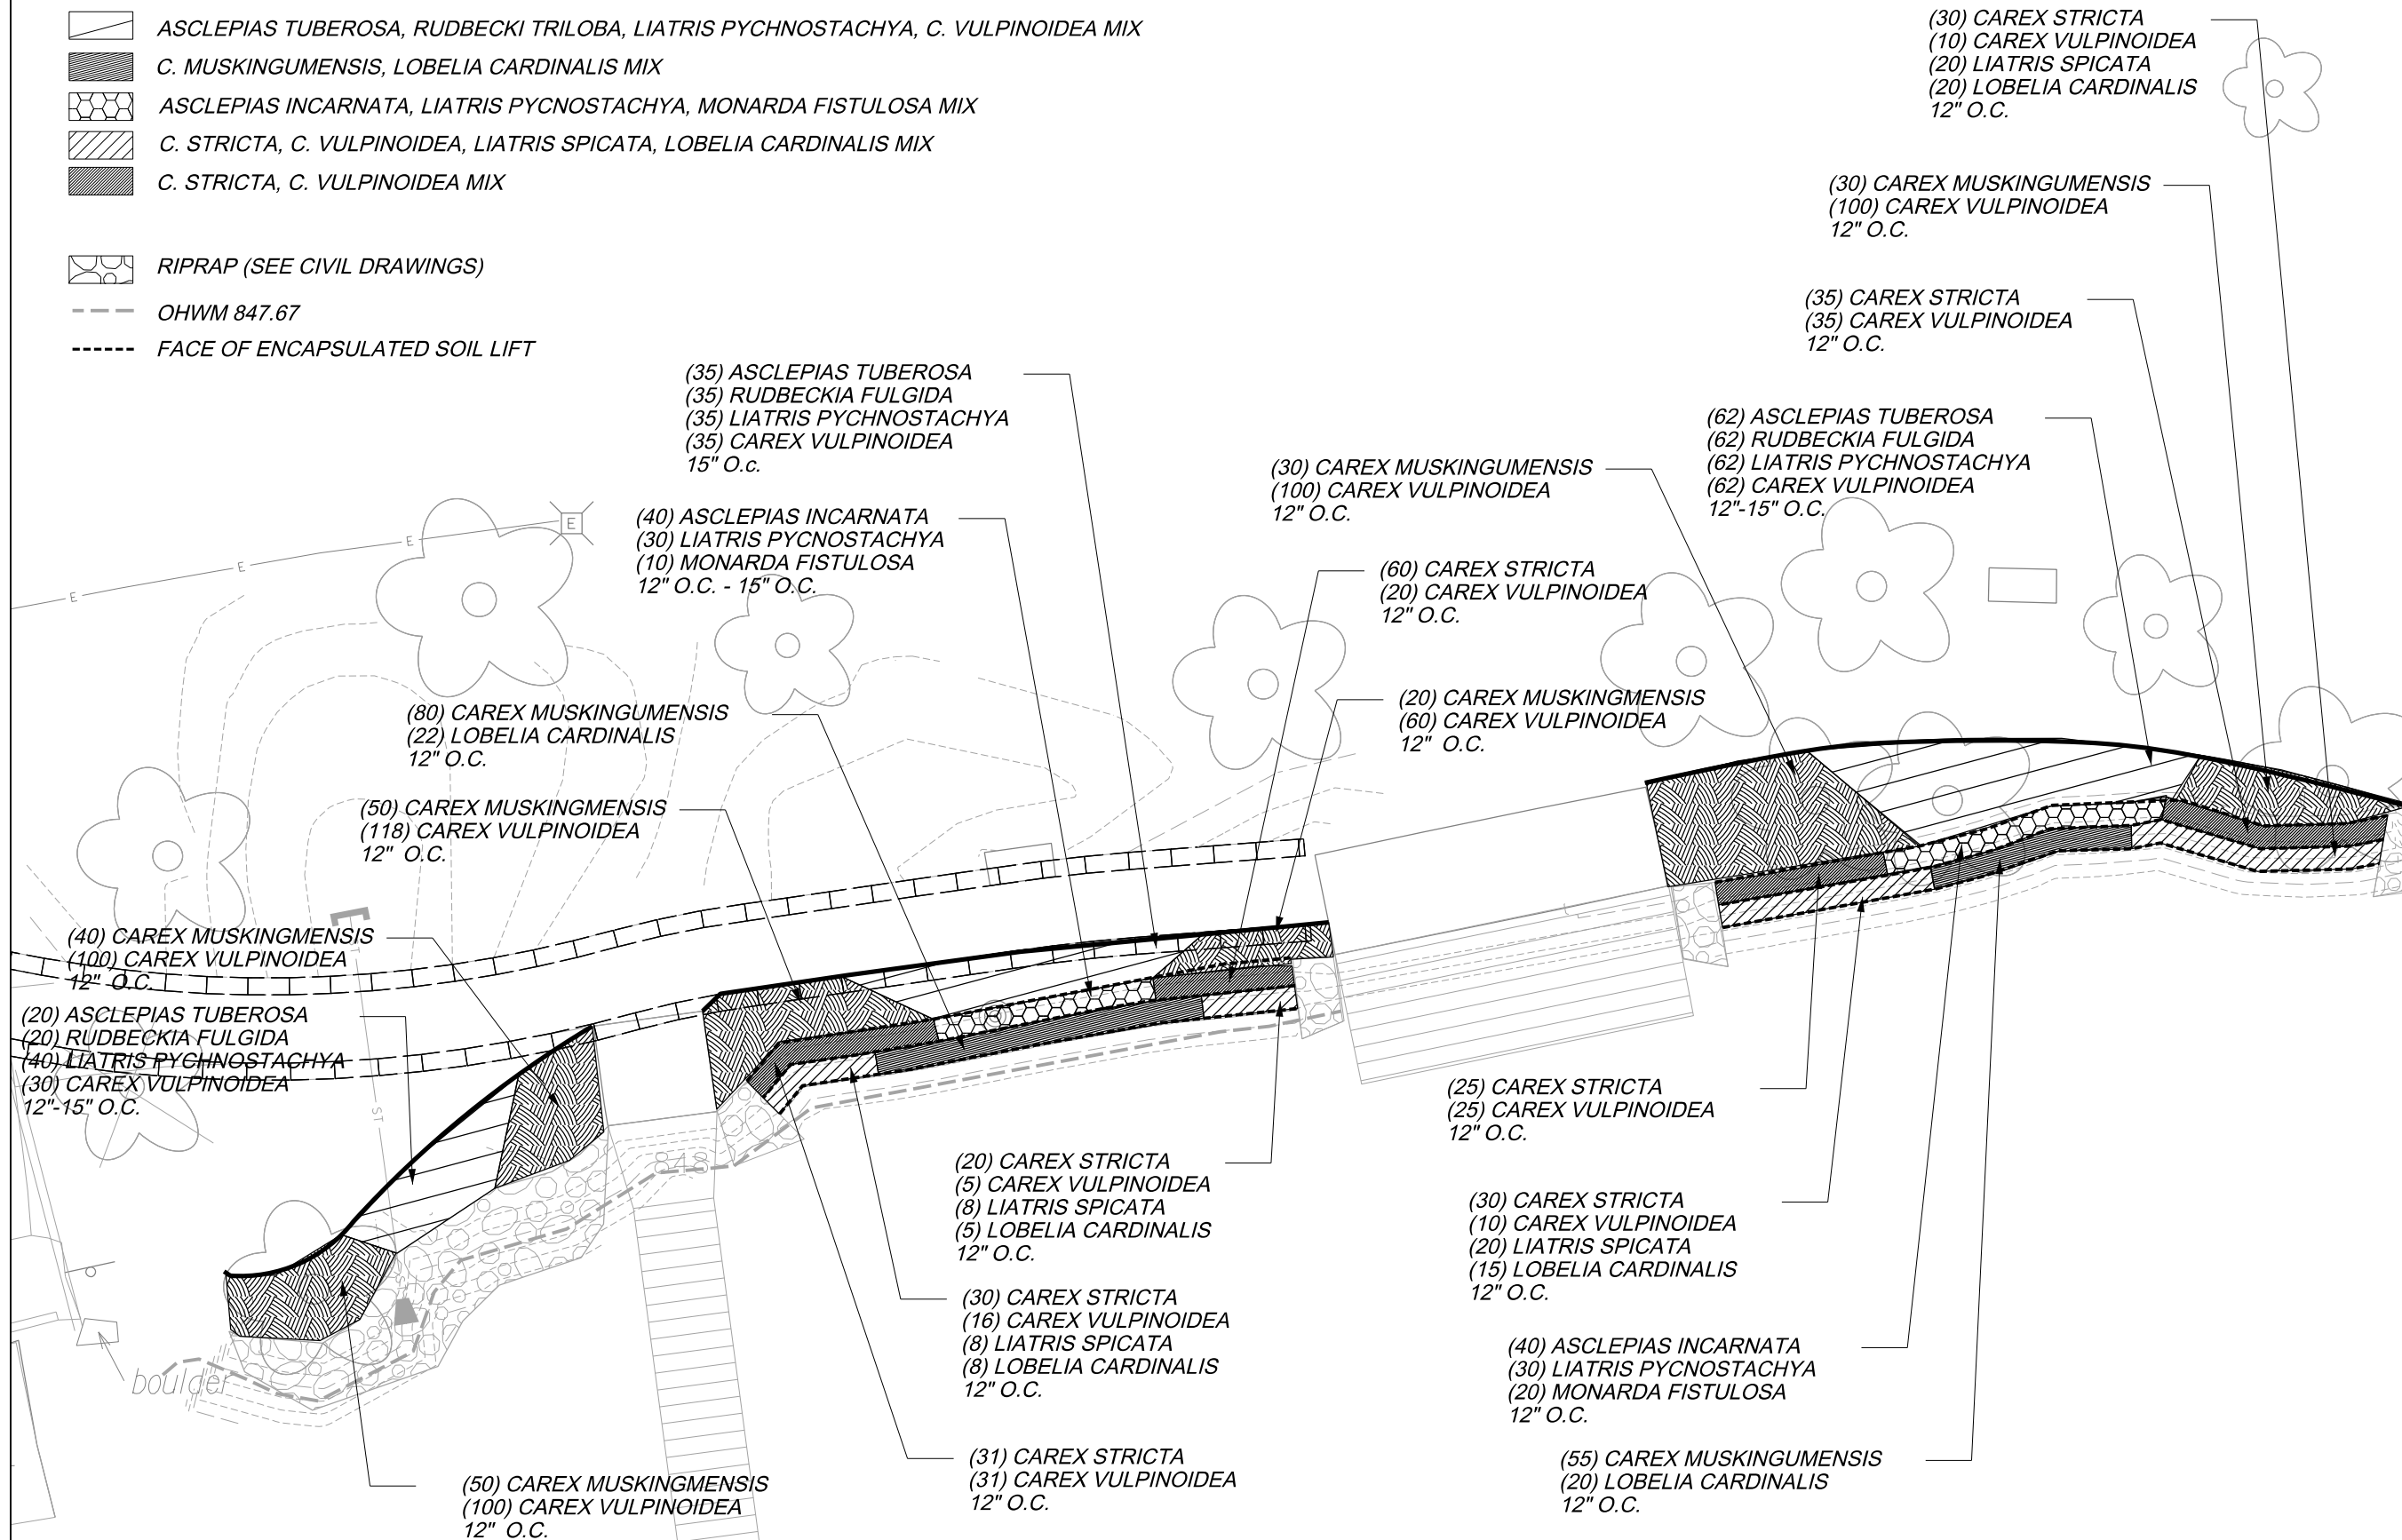 ASCLEPIAS TUBEROSA, RUDBECKI TRILOBA, LIATRIS PYCHNOSTACHYA, C. VULPINOIDEA MIX
C. MUSKINGUMENSIS, LOBELIA CARDINALIS MIX
ASCLEPIAS INCARNATA, LIATRIS PYCNOSTACHYA, MONARDA FISTULOSA MIX
C. STRICTA, C. VULPINOIDEA, LIATRIS SPICATA, LOBELIA CARDINALIS MIX
C. STRICTA, C. VULPINOIDEA MIX
RIPRAP (SEE CIVIL DRAWINGS)
OHWM 847.67
FACE OF ENCAPSULATED SOIL LIFT
(30) CAREX STRICTA
(10) CAREX VULPINOIDEA
(20) LIATRIS SPICATA
(20) LOBELIA CARDINALIS
12" O.C.
(30) CAREX MUSKINGUMENSIS
(100) CAREX VULPINOIDEA
12" O.C.
(35) CAREX STRICTA
(35) CAREX VULPINOIDEA
12" O.C.
(35) ASCLEPIAS TUBEROSA
(35) RUDBECKIA FULGIDA
(35) LIATRIS PYCHNOSTACHYA
(35) CAREX VULPINOIDEA
15" O.c.
(62) ASCLEPIAS TUBEROSA
(62) RUDBECKIA FULGIDA
(62) LIATRIS PYCHNOSTACHYA
(62) CAREX VULPINOIDEA
12"-15" O.C.
(30) CAREX MUSKINGUMENSIS
(100) CAREX VULPINOIDEA
12" O.C.
(40) ASCLEPIAS INCARNATA
(30) LIATRIS PYCNOSTACHYA
(10) MONARDA FISTULOSA
12" O.C. - 15" O.C.
E
E
E
E
(60) CAREX STRICTA
(20) CAREX VULPINOIDEA
12" O.C.
(20) CAREX MUSKINGMENSIS
(60) CAREX VULPINOIDEA
12" O.C.
(80) CAREX MUSKINGUMENSIS
(22) LOBELIA CARDINALIS
12" O.C.
(50) CAREX MUSKINGMENSIS
(118) CAREX VULPINOIDEA
12" O.C.
(40) CAREX MUSKINGMENSIS
(100) CAREX VULPINOIDEA
12" O.C.
(20) ASCLEPIAS TUBEROSA
(20) RUDBECKIA FULGIDA
(40) LIATRIS PYCHNOSTACHYA
(30) CAREX VULPINOIDEA
12"-15" O.C.
ST
848
(25) CAREX STRICTA
(25) CAREX VULPINOIDEA
12" O.C.
(20) CAREX STRICTA
(5) CAREX VULPINOIDEA
(8) LIATRIS SPICATA
(5) LOBELIA CARDINALIS
12" O.C.
(30) CAREX STRICTA
(10) CAREX VULPINOIDEA
(20) LIATRIS SPICATA
(15) LOBELIA CARDINALIS
12" O.C.
(30) CAREX STRICTA
(16) CAREX VULPINOIDEA
(8) LIATRIS SPICATA
(8) LOBELIA CARDINALIS
12" O.C.
(40) ASCLEPIAS INCARNATA
(30) LIATRIS PYCNOSTACHYA
(20) MONARDA FISTULOSA
12" O.C.
boulder
(31) CAREX STRICTA
(31) CAREX VULPINOIDEA
12" O.C.
(55) CAREX MUSKINGUMENSIS
(20) LOBELIA CARDINALIS
12" O.C.
(50) CAREX MUSKINGMENSIS
(100) CAREX VULPINOIDEA
12" O.C.